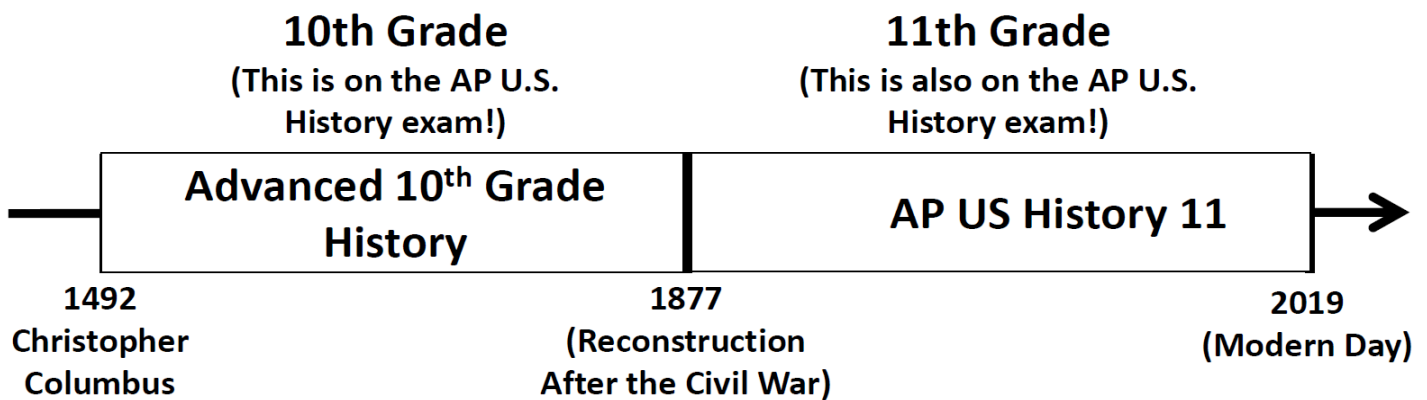 10th Grade
(This is on the AP U.S.
History exam!)
11th Grade
(This is also on the AP U.S.
History exam!)
Advanced 10th Grade
History
AP US History 11
1492
Christopher
Columbus
1877
(Reconstruction
After the Civil War)
2019
(Modern Day)